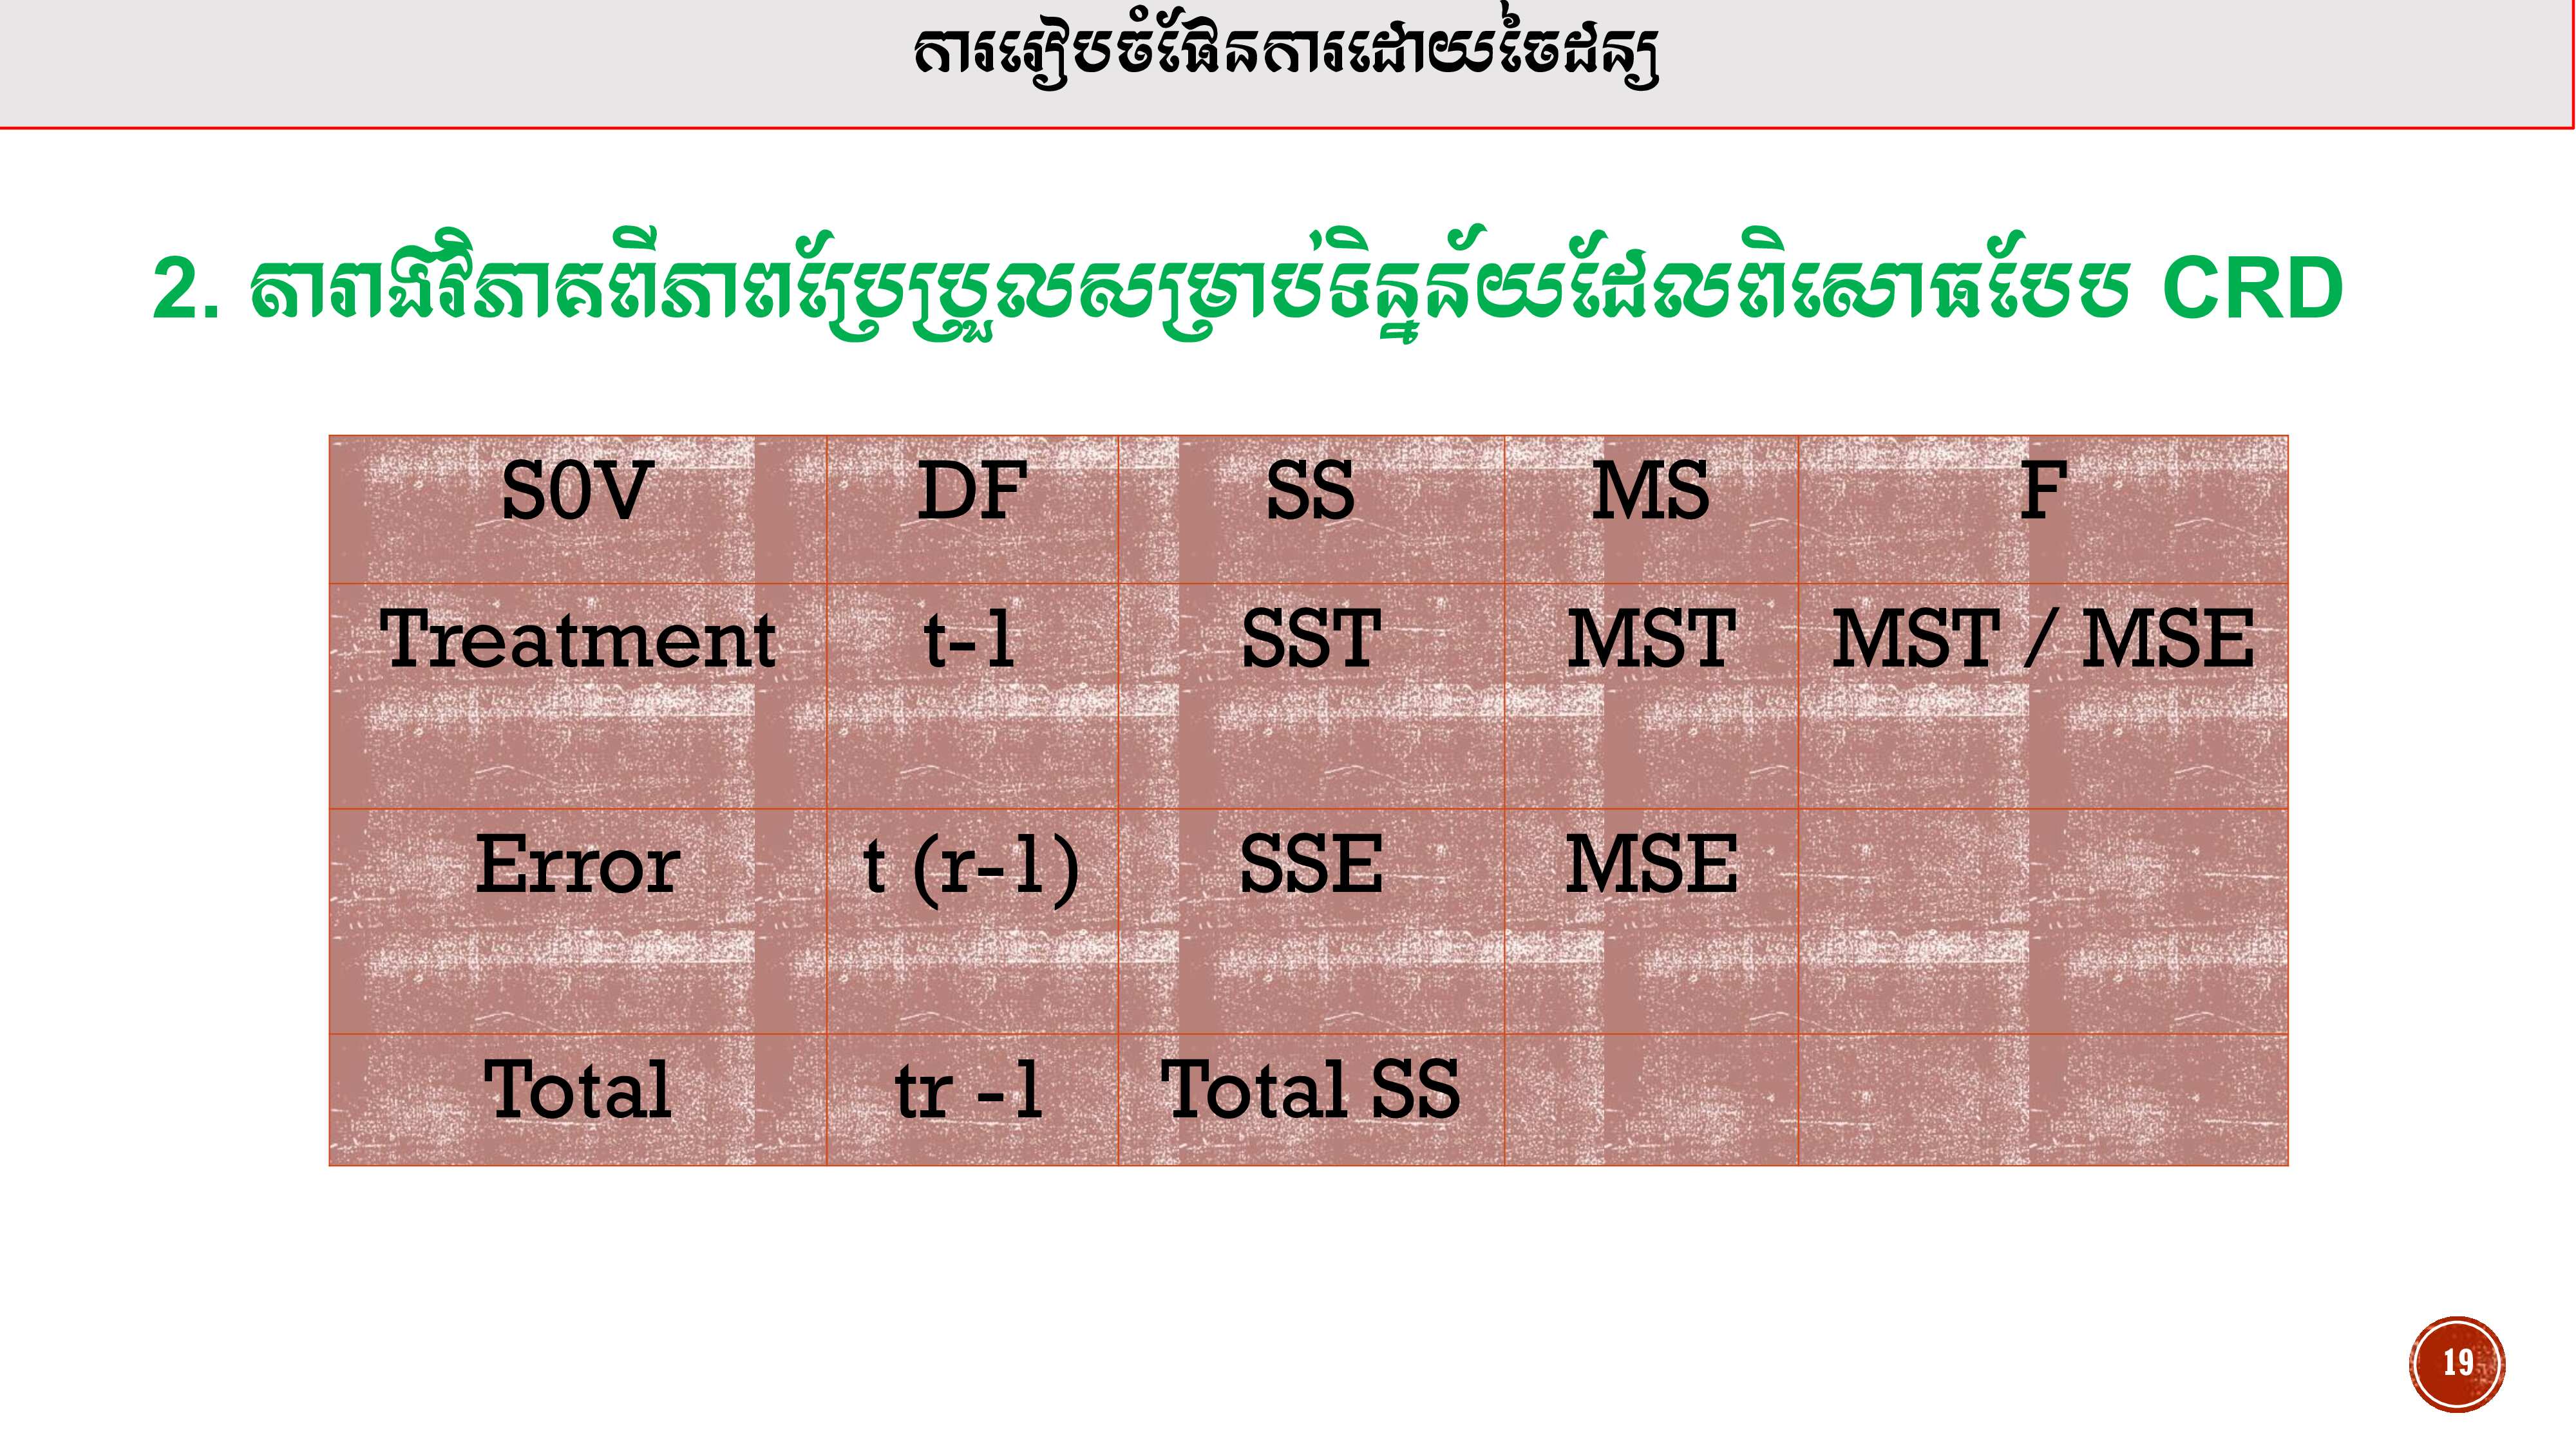 ការរៀបចំផែនការដោយចៃដន្យ
2. តារាងវិភាគពីភាពប្រែប្រួលសម្រាប់ទិន្នន័យដែលពិសោធបែប CRD
S0V DF SS MS F
Treatment t-1 SST MST MST / MSE
Error t (r-1) SSE MSE
Total tr -1 Total SS
19